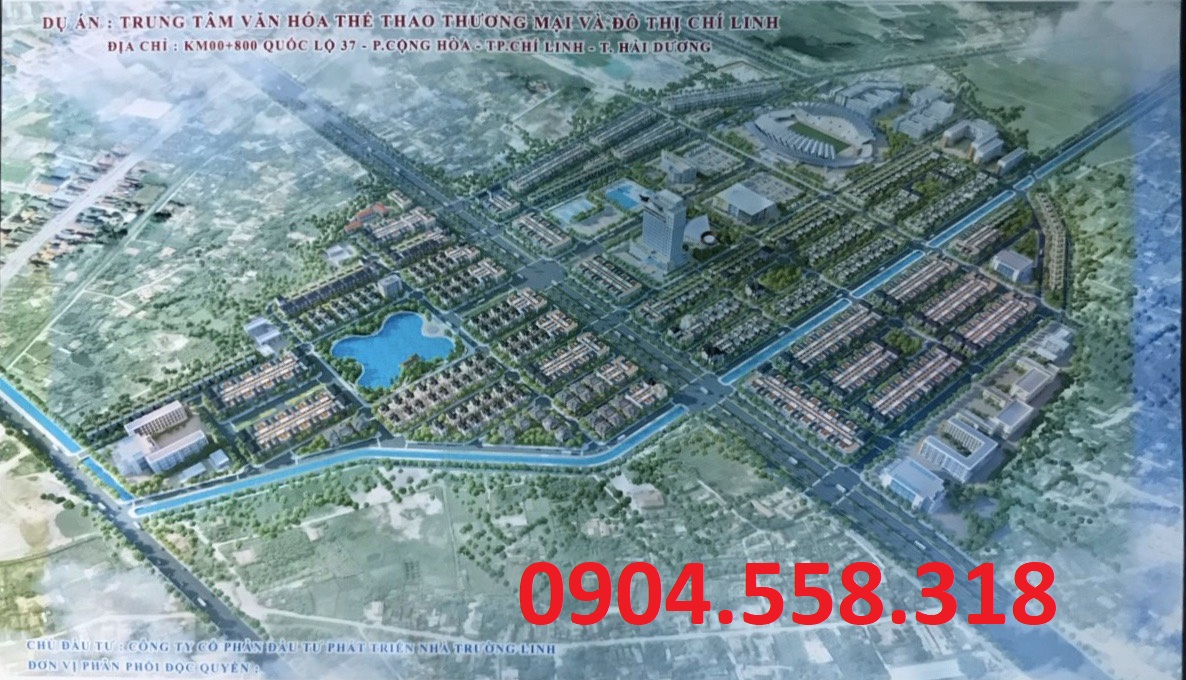 DỰ ÁN : TRUNG TÂM VĂN HÓA THỂ THAO THƯƠNG MẠI VÀ ĐÔ THỊ CHÍ LINH
ĐỊA CHỈ : KM00+800 QUỐC LỘ 37 - P.CỘNG HÒA - TP.CHÍ LINH - T. HẢI DƯƠNG
0904.558.318
CHỦ ĐẦU TƯ : CÔNG TY CỔ PHẦN ĐẦU TƯ PHÁT TRIỂN NHÀ TRƯỜNG LINH
ĐƠN VỊ PHÂN PHỐI ĐỘC QUYỀN :